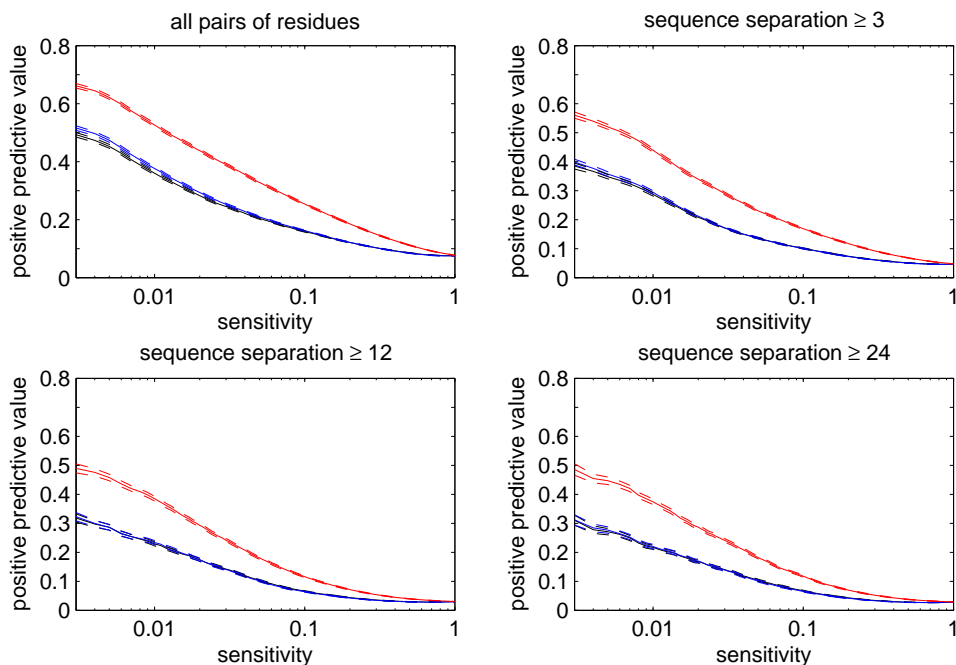 all pairs of residues
positive predictive value
0.8
0.6
0.4
0.2
0
0.01 0.1 1
sensitivity
sequence separation ≥ 3
positive predictive value
0.8
0.6
0.5
0.4
0.3
0.2
0.1
0
0.01 0.1 1
sensitivity
sequence separation ≥ 12
positive predictive value
0.8
0.6
0.5
0.4
0.3
0.2
0.1
0
0.01 0.1 1
sensitivity
sequence separation ≥ 24
positive predictive value
0.8
0.6
0.5
0.4
0.3
0.2
0.1
0
0.01 0.1 1
sensitivity